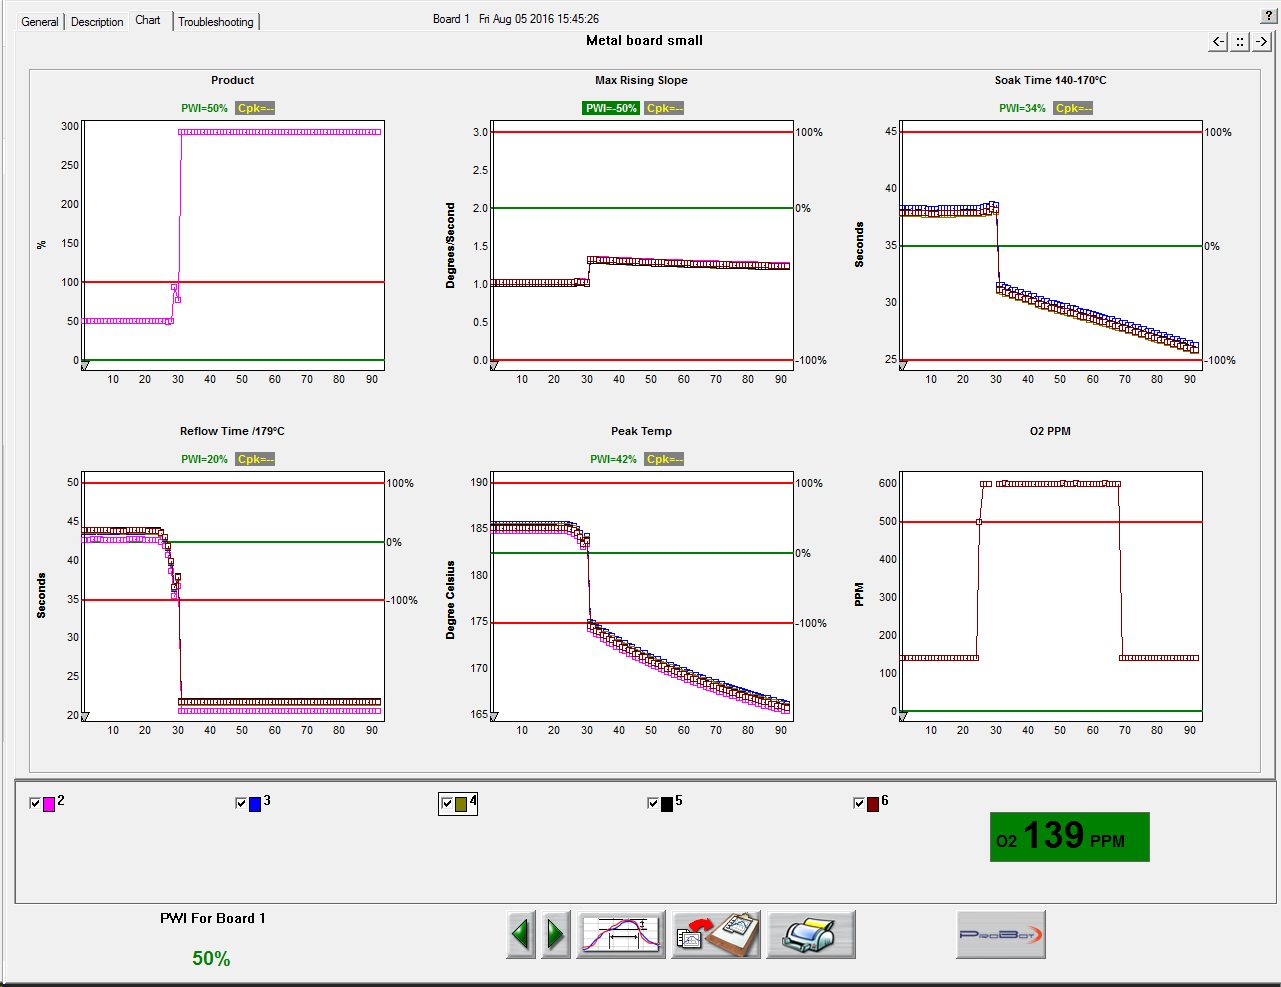 General Description Chart Troubleshooting
Board 1 Fri Aug 05 2016 15:45:26
?
Metal board small
<- :: ->
Product
PWI=50% Cpk=--
%
300
250
200
150
100
50
0
10 20 30 40 50 60 70 80 90
Max Rising Slope
PWI=-50% Cpk=--
Degrees/Second
3.0
2.5
2.0
1.5
1.0
0.5
0.0
100%
0%
-100%
10 20 30 40 50 60 70 80 90
Soak Time 140-170°C
PWI=34% Cpk=--
Seconds
45
40
35
30
25
100%
0%
-100%
10 20 30 40 50 60 70 80 90
Reflow Time /179°C
PWI=20% Cpk=--
Seconds
50
45
40
35
30
25
20
100%
0%
-100%
10 20 30 40 50 60 70 80 90
Peak Temp
PWI=42% Cpk=--
Degree Celsius
190
185
180
175
170
165
100%
0%
-100%
10 20 30 40 50 60 70 80 90
O2 PPM
PPM
600
500
400
300
200
100
0
10 20 30 40 50 60 70 80 90
2 3 4 5 6
O2 139 PPM
PWI For Board 1
50%
PROBOT